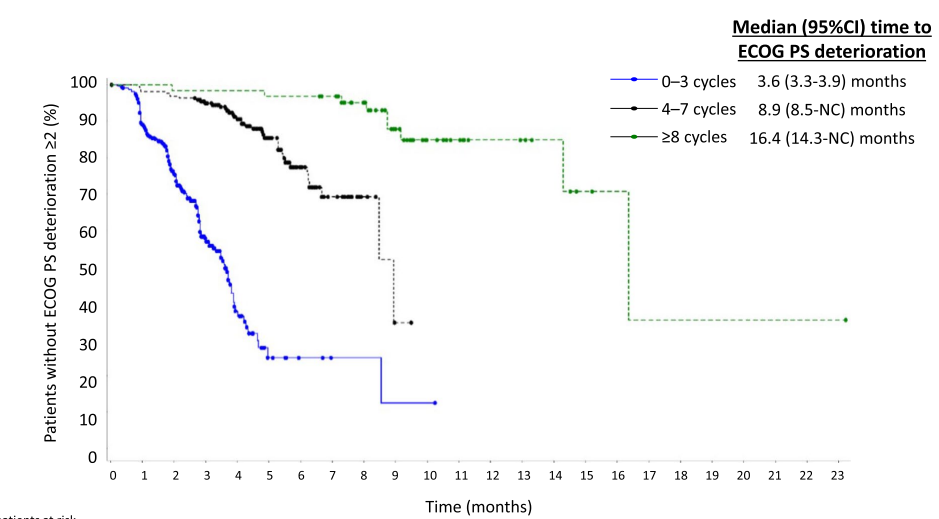 Median (95%CI) time to
ECOG PS deterioration
0–3 cycles 3.6 (3.3-3.9) months
4–7 cycles 8.9 (8.5-NC) months
≥8 cycles 16.4 (14.3-NC) months
Patients without ECOG PS deterioration ≥2 (%)
100
90
80
70
60
50
40
30
20
10
0
0 1 2 3 4 5 6 7 8 9 10 11 12 13 14 15 16 17 18 19 20 21 22 23
Time (months)